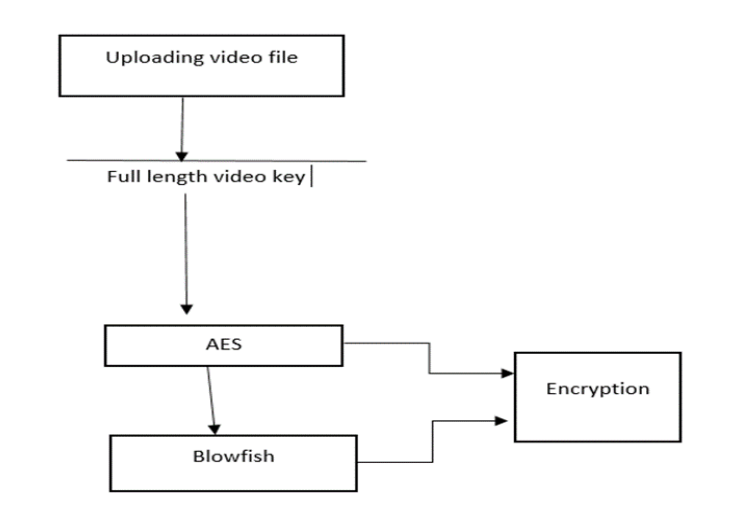 Uploading video file
Full length video key
AES
Encryption
Blowfish